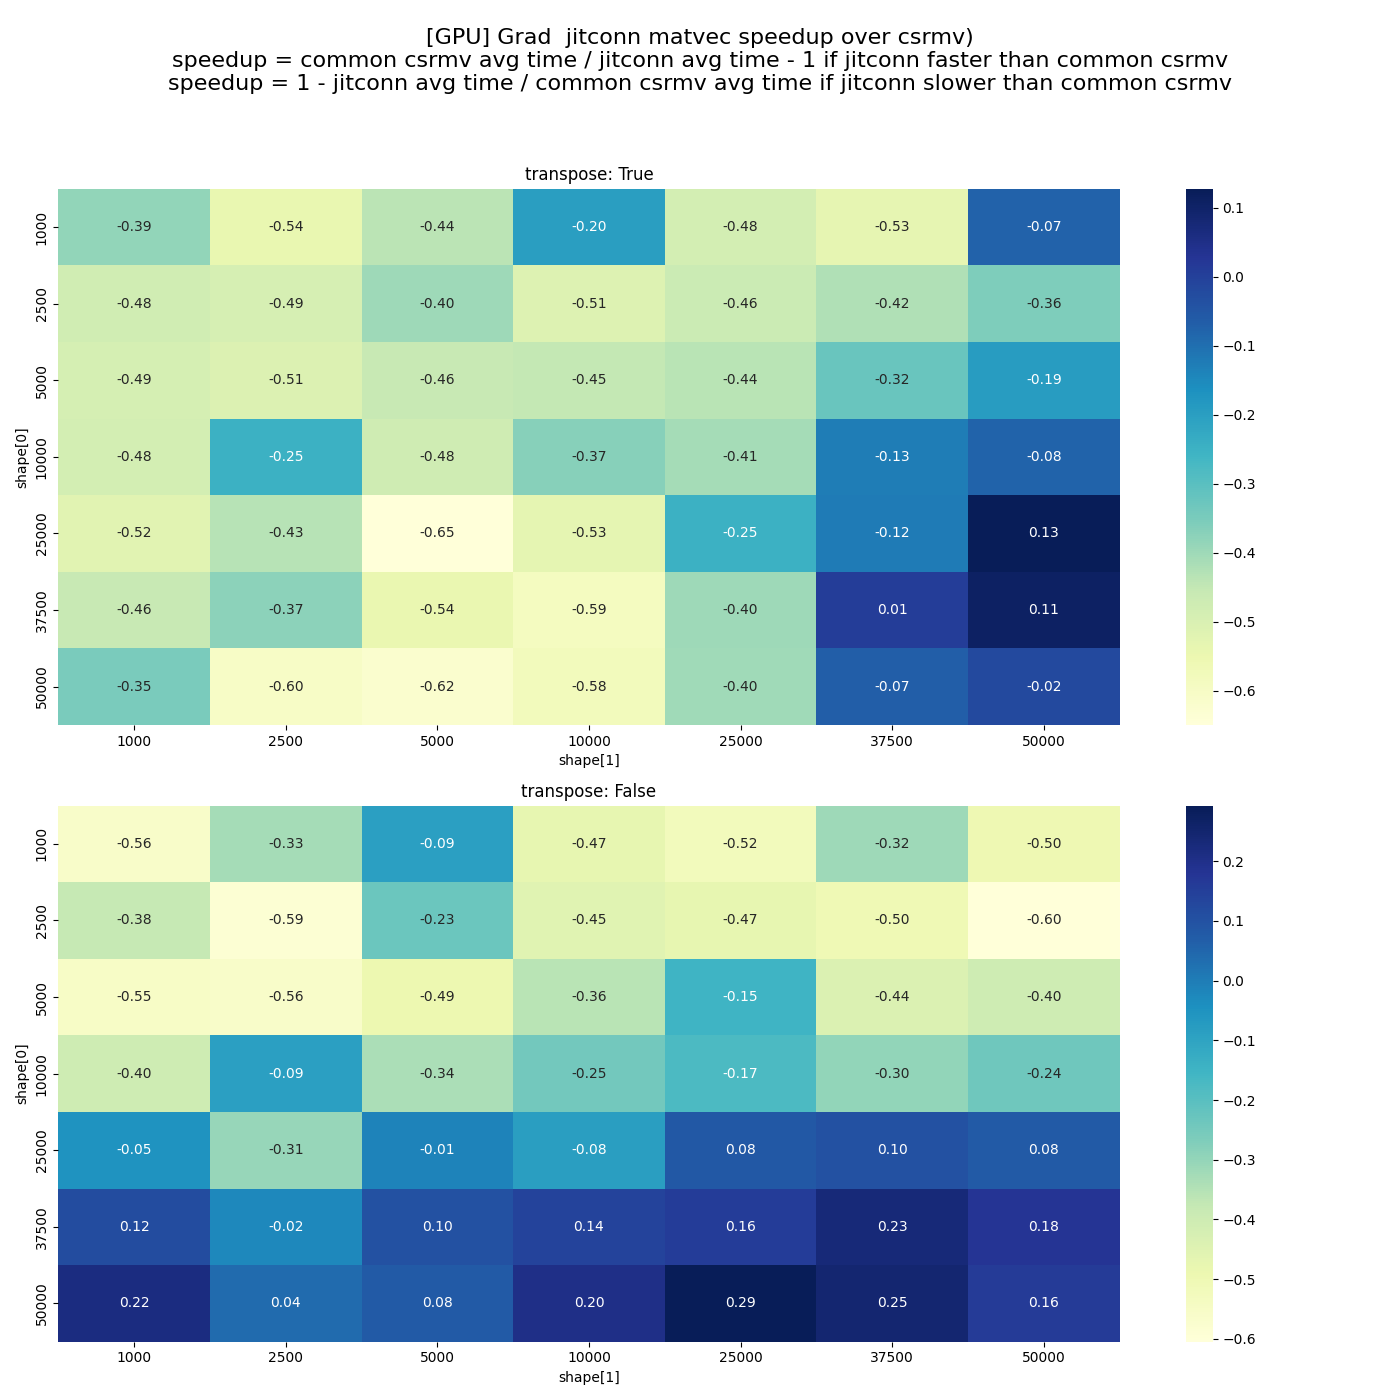 [GPU] Grad  jitconn matvec speedup over csrmv)
speedup = common csrmv avg time / jitconn avg time - 1 if jitconn faster than common csrmv
speedup = 1 - jitconn avg time / common csrmv avg time if jitconn slower than common csrmv
transpose: True
shape[0]
1000 -0.39 -0.54 -0.44 -0.20 -0.48 -0.53 -0.07
2500 -0.48 -0.49 -0.40 -0.51 -0.46 -0.42 -0.36
5000 -0.49 -0.51 -0.46 -0.45 -0.44 -0.32 -0.19
10000 -0.48 -0.25 -0.48 -0.37 -0.41 -0.13 -0.08
25000 -0.52 -0.43 -0.65 -0.53 -0.25 -0.12 0.13
37500 -0.46 -0.37 -0.54 -0.59 -0.40 0.01 0.11
50000 -0.35 -0.60 -0.62 -0.58 -0.40 -0.07 -0.02
1000 2500 5000 10000 25000 37500 50000
shape[1]
0.1
0.0
−0.1
−0.2
−0.3
−0.4
−0.5
−0.6
transpose: False
shape[0]
1000 -0.56 -0.33 -0.09 -0.47 -0.52 -0.32 -0.50
2500 -0.38 -0.59 -0.23 -0.45 -0.47 -0.50 -0.60
5000 -0.55 -0.56 -0.49 -0.36 -0.15 -0.44 -0.40
10000 -0.40 -0.09 -0.34 -0.25 -0.17 -0.30 -0.24
25000 -0.05 -0.31 -0.01 -0.08 0.08 0.10 0.08
37500 0.12 -0.02 0.10 0.14 0.16 0.23 0.18
50000 0.22 0.04 0.08 0.20 0.29 0.25 0.16
1000 2500 5000 10000 25000 37500 50000
shape[1]
0.2
0.1
0.0
−0.1
−0.2
−0.3
−0.4
−0.5
−0.6